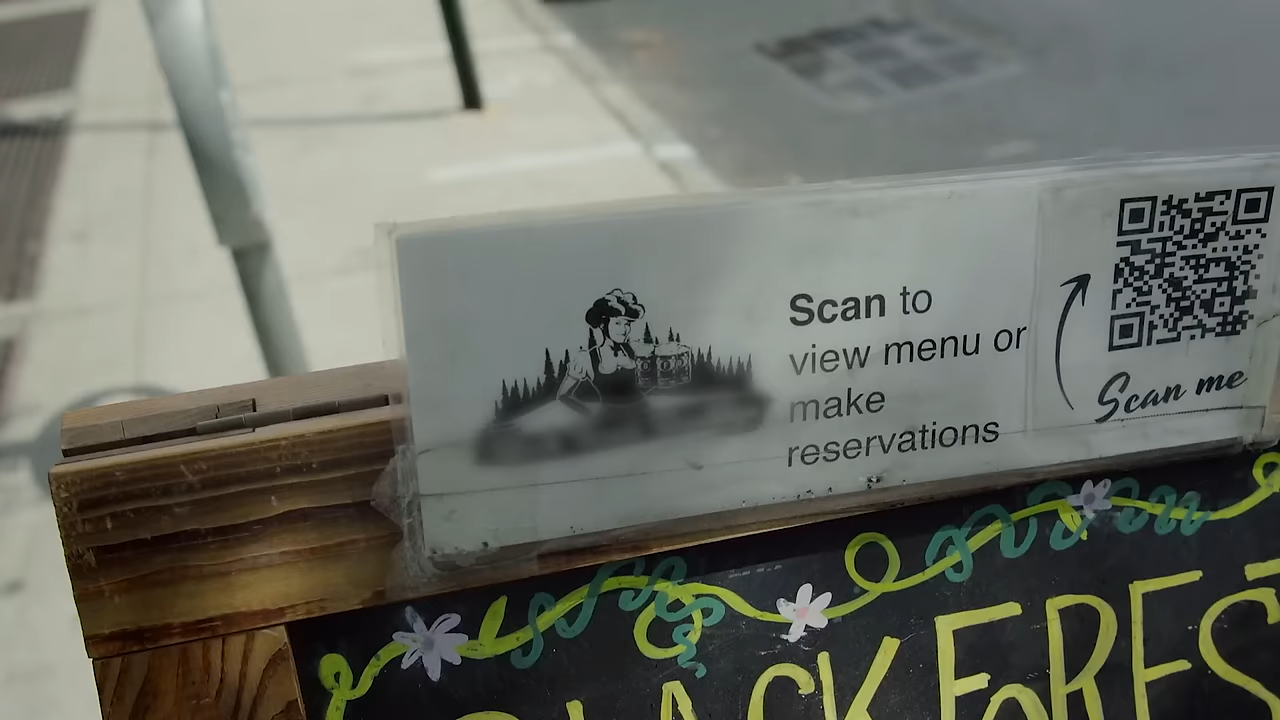 Scan to
view menu or
make
reservations
Scan me
BLACK FOREST